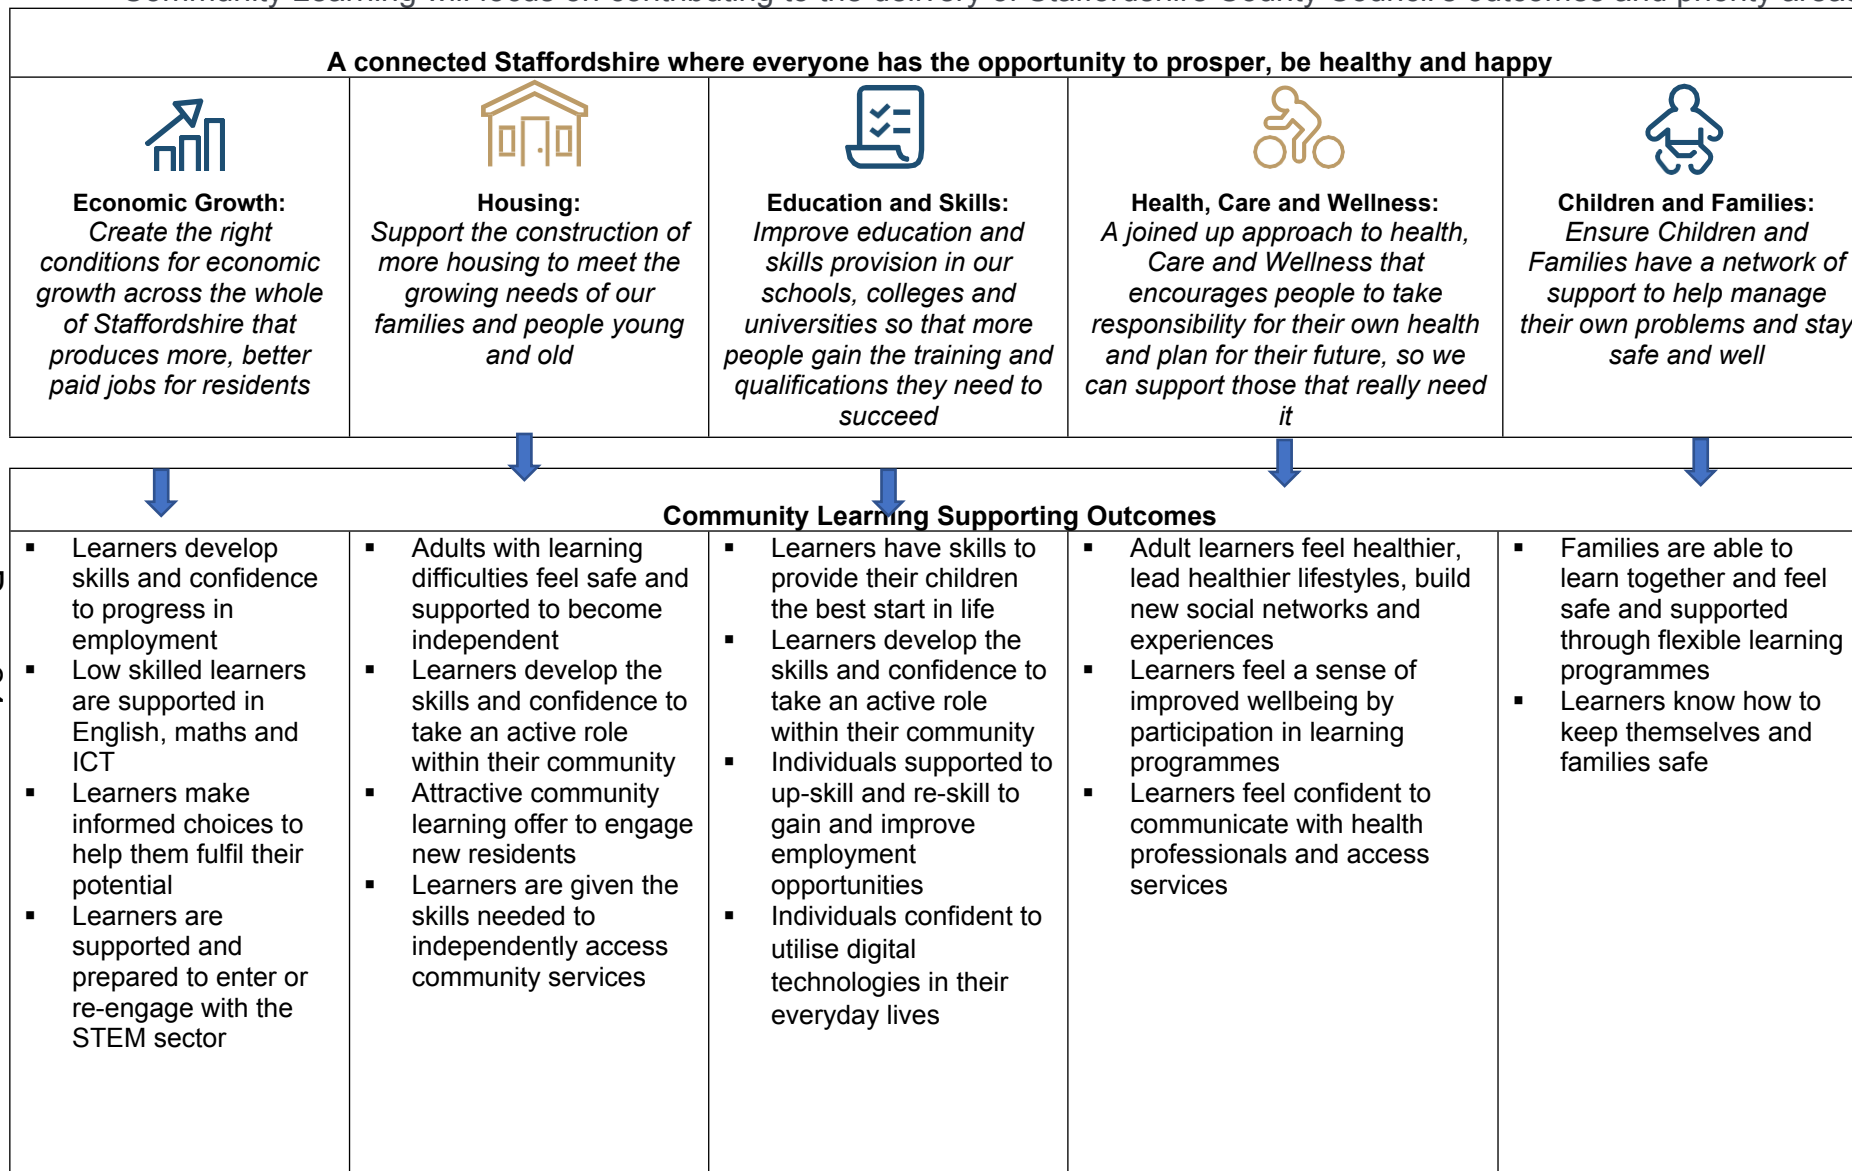 Community Learning will focus on contributing to the delivery of Staffordshire County Council's outcomes and priority areas
A connected Staffordshire where everyone has the opportunity to prosper, be healthy and happy
Economic Growth:
Create the right
conditions for economic
growth across the whole
of Staffordshire that
produces more, better
paid jobs for residents
Housing:
Support the construction of
more housing to meet the
growing needs of our
families and people young
and old
Education and Skills:
Improve education and
skills provision in our
schools, colleges and
universities so that more
people gain the training and
qualifications they need to
succeed
Health, Care and Wellness:
A joined up approach to health,
Care and Wellness that
encourages people to take
responsibility for their own health
and plan for their future, so we
can support those that really need
it
Children and Families:
Ensure Children and
Families have a network of
support to help manage
their own problems and stay
safe and well
Community Learning Supporting Outcomes
▪ Learners develop
skills and confidence
to progress in
employment
▪ Low skilled learners
are supported in
English, maths and
ICT
▪ Learners make
informed choices to
help them fulfil their
potential
▪ Learners are
supported and
prepared to enter or
re-engage with the
STEM sector
▪ Adults with learning
difficulties feel safe and
supported to become
independent
▪ Learners develop the
skills and confidence to
take an active role
within their community
▪ Attractive community
learning offer to engage
new residents
▪ Learners are given the
skills needed to
independently access
community services
▪ Learners have skills to
provide their children
the best start in life
▪ Learners develop the
skills and confidence to
take an active role
within their community
▪ Individuals supported to
up-skill and re-skill to
gain and improve
employment
opportunities
▪ Individuals confident to
utilise digital
technologies in their
everyday lives
▪ Adult learners feel healthier,
lead healthier lifestyles, build
new social networks and
experiences
▪ Learners feel a sense of
improved wellbeing by
participation in learning
programmes
▪ Learners feel confident to
communicate with health
professionals and access
services
▪ Families are able to
learn together and feel
safe and supported
through flexible learning
programmes
▪ Learners know how to
keep themselves and
families safe